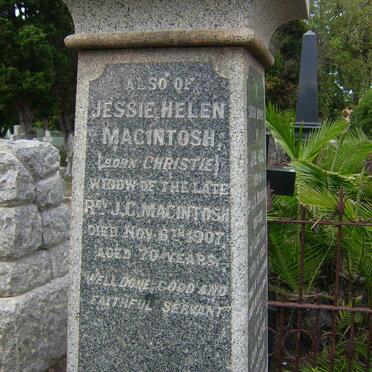 ALSO OF
JESSIE HELEN
MACINTOSH,
(BORN CHRISTIE)
WIDOW OF THE LATE
REV J.C. MACINTOSH
DIED NOV. 6TH 1907,
AGED 70 YEARS.
WELL DONE, GOOD AND
FAITHFUL SERVANT